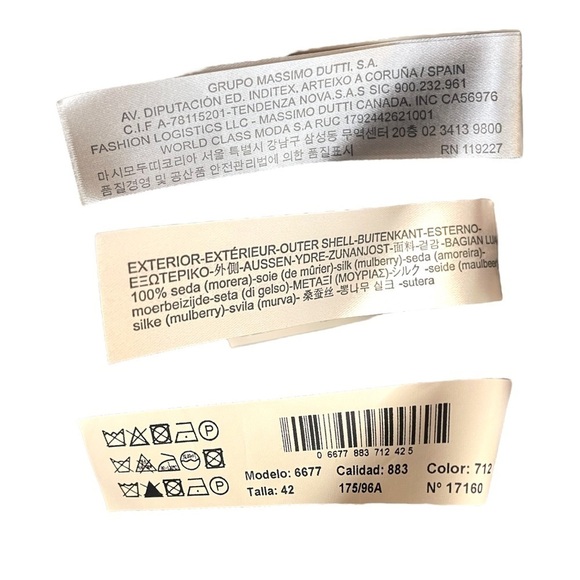 GRUPO MASSIMO DUTTI, S.A.
AV. DIPUTACIÓN ED. INDITEX, ARTEIXO A CORUÑA / SPAIN
C.I.F A-78115201-TENDENZA NOVA.S.A.S SIC 900.232.961
FASHION LOGISTICS LLC - MASSIMO DUTTI CANADA, INC CA56976
WORLD CLASS MODA S.A RUC 1792442621001
마시모두띠코리아 서울 특별시 강남구 삼성동 무역센터 20층 02 3413 9800
품질경영 및 공산품 안전관리법에 의한 품질표시 RN 119227
EXTERIOR-EXTÉRIEUR-OUTER SHELL-BUITENKANT-ESTERNO-
ΕΞΩΤΕΡΙΚΟ-外側-AUSSEN-YDRE-ZUNANJOST-面料-겉감-BAGIAN
100% seda (morera)-soie (de mûrier)-silk (mulberry)-seda (amoreira)-
moerbeizijde-seta (di gelso)-ΜΕΤΑΞΙ (ΜΟΥΡΙΑΣ)-シルク -seide (maulbeer
silke (mulberry)-svila (murva)- 桑蚕丝 -뽕나무 실크 -sutera
P
0 6677 883 712 42 5
Modelo: 6677 Calidad: 883 Color: 712
Talla: 42 175/96A Nº 17160